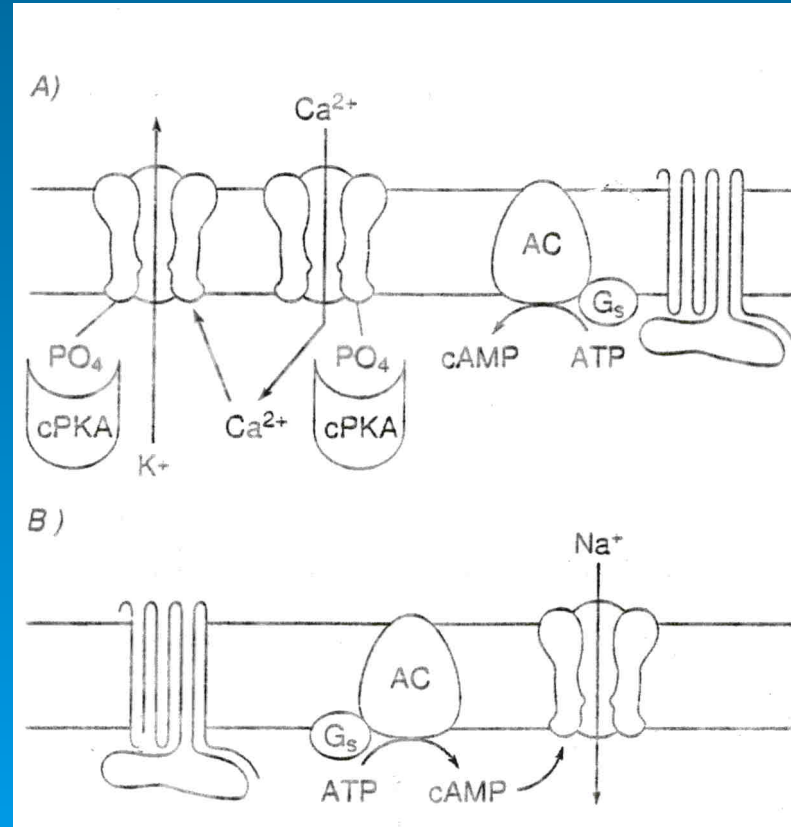 A)
Ca²⁺
AC
Gₛ
PO₄
PO₄
cAMP
ATP
cPKA
Ca²⁺
cPKA
K+
B)
Na⁺
AC
Gₛ
ATP
cAMP